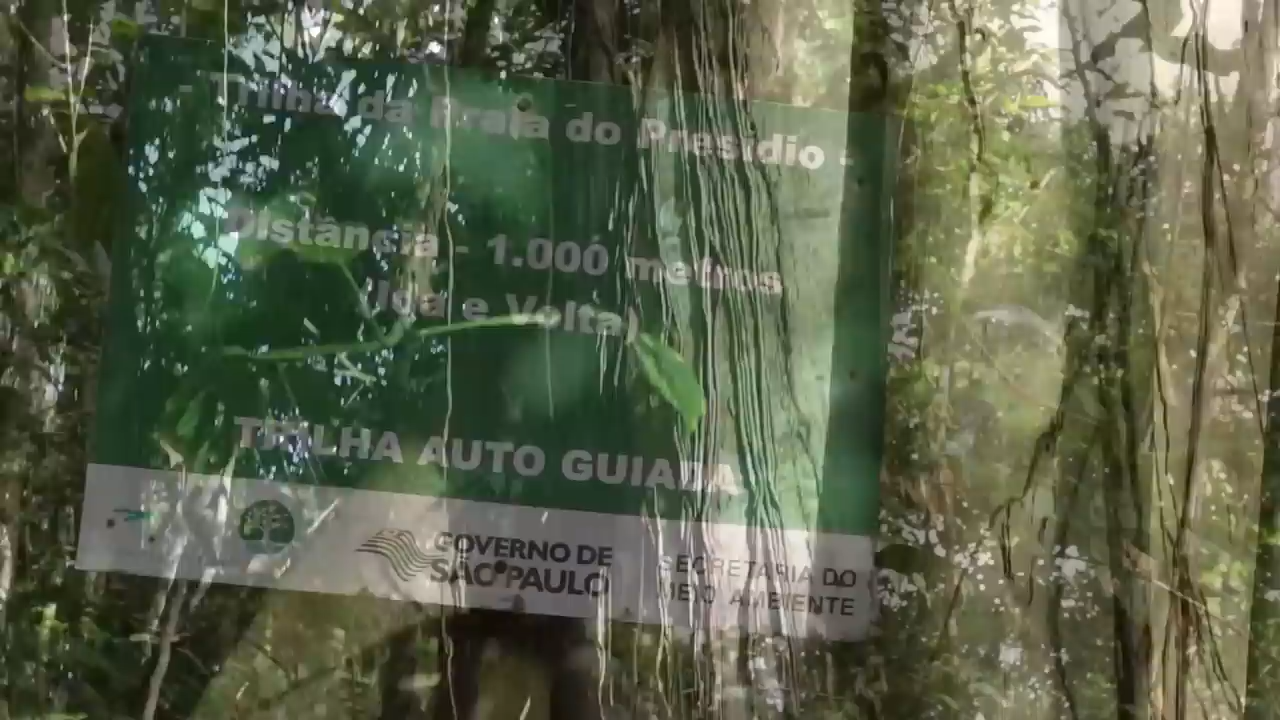 - Trilha da Praia do Presídio -
Distância - 1.000 metros
(Ida e Volta)
TRILHA AUTO GUIADA
GOVERNO DE
SÃO PAULO
SECRETARIA DO
MEIO AMBIENTE